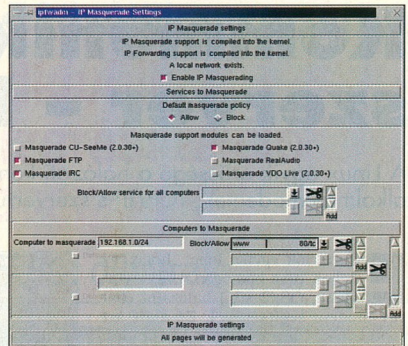 ipfwadm - IP Masquerade Settings
IP Masquerade settings
IP Masquerade support is compiled into the kernel.
IP Forwarding support is compiled into the kernel.
A local network exists.
Enable IP Masquerading
Services to Masquerade
Default masquerade policy
Allow Block
Masquerade support modules can be loaded.
Masquerade CU-SeeMe (2.0.30+) Masquerade Quake (2.0.30+)
Masquerade FTP Masquerade RealAudio
Masquerade IRC Masquerade VDO Live (2.0.30+)
Block/Allow service for all computers
Add
Computers to Masquerade
Computer to masquerade 192.168.1.0/24 Block/Allow www 80/tc
Add
Add
IP Masquerade settings
All pages will be generated